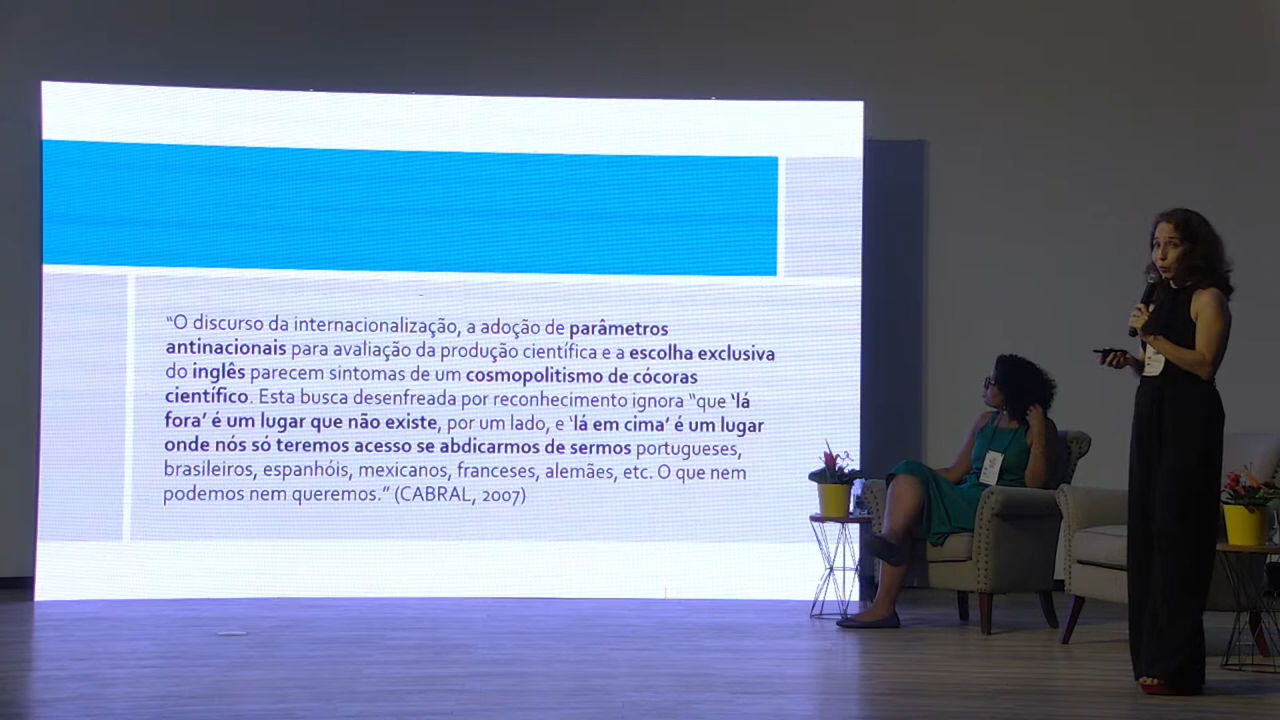 “O discurso da internacionalização, a adoção de parâmetros
antinacionais para avaliação da produção científica e a escolha exclusiva
do inglês parecem sintomas de um cosmopolitismo de cócoras
científico. Esta busca desenfreada por reconhecimento ignora “que ‘lá
fora’ é um lugar que não existe, por um lado, e ‘lá em cima’ é um lugar
onde nós só teremos acesso se abdicarmos de sermos portugueses,
brasileiros, espanhóis, mexicanos, franceses, alemães, etc. O que nem
podemos nem queremos.” (CABRAL, 2007)